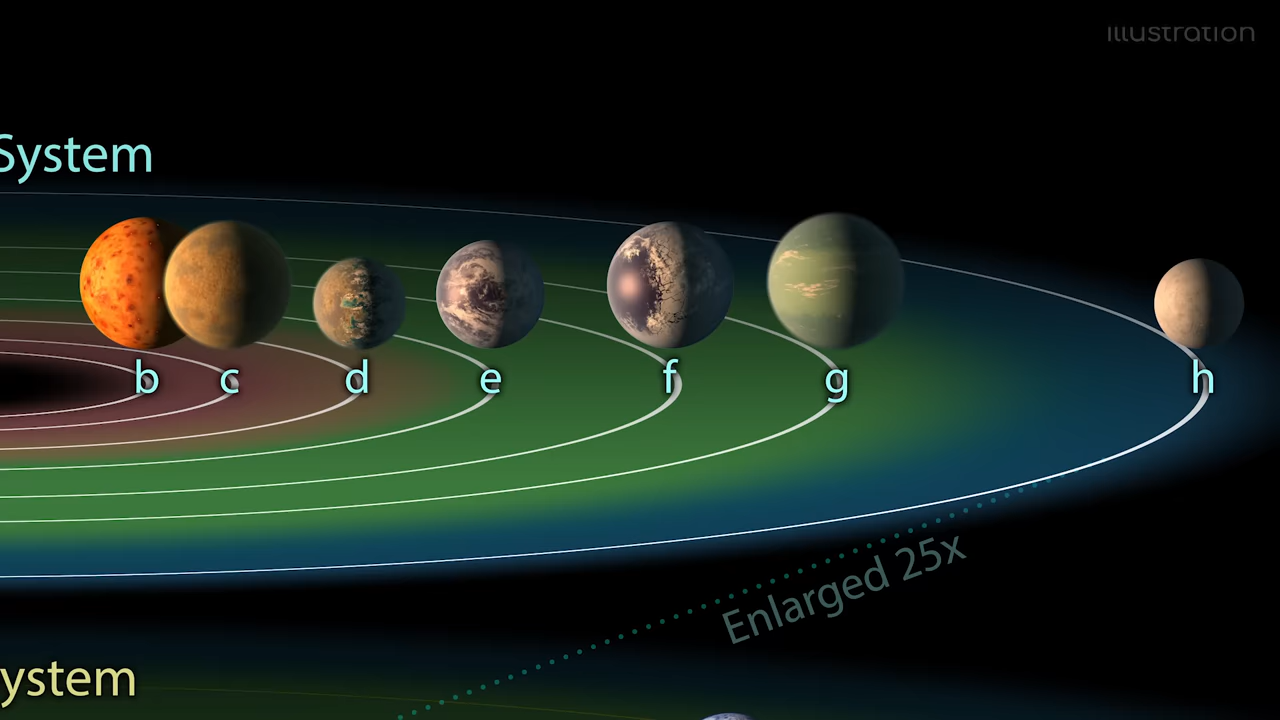 illustration
System
b c d e f g h
Enlarged 25x
ystem